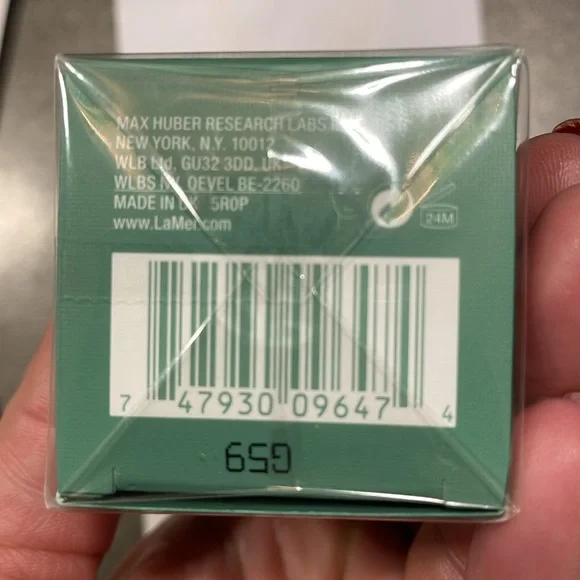 MAX HUBER RESEARCH LABS
NEW YORK, N.Y. 10012
WLB Ltd, GU32 3DD, UK
WLBS NV, OEVEL BE-2260
MADE IN UK 5R0P
www.LaMer.com
24M
7 47930 09647 4
G59